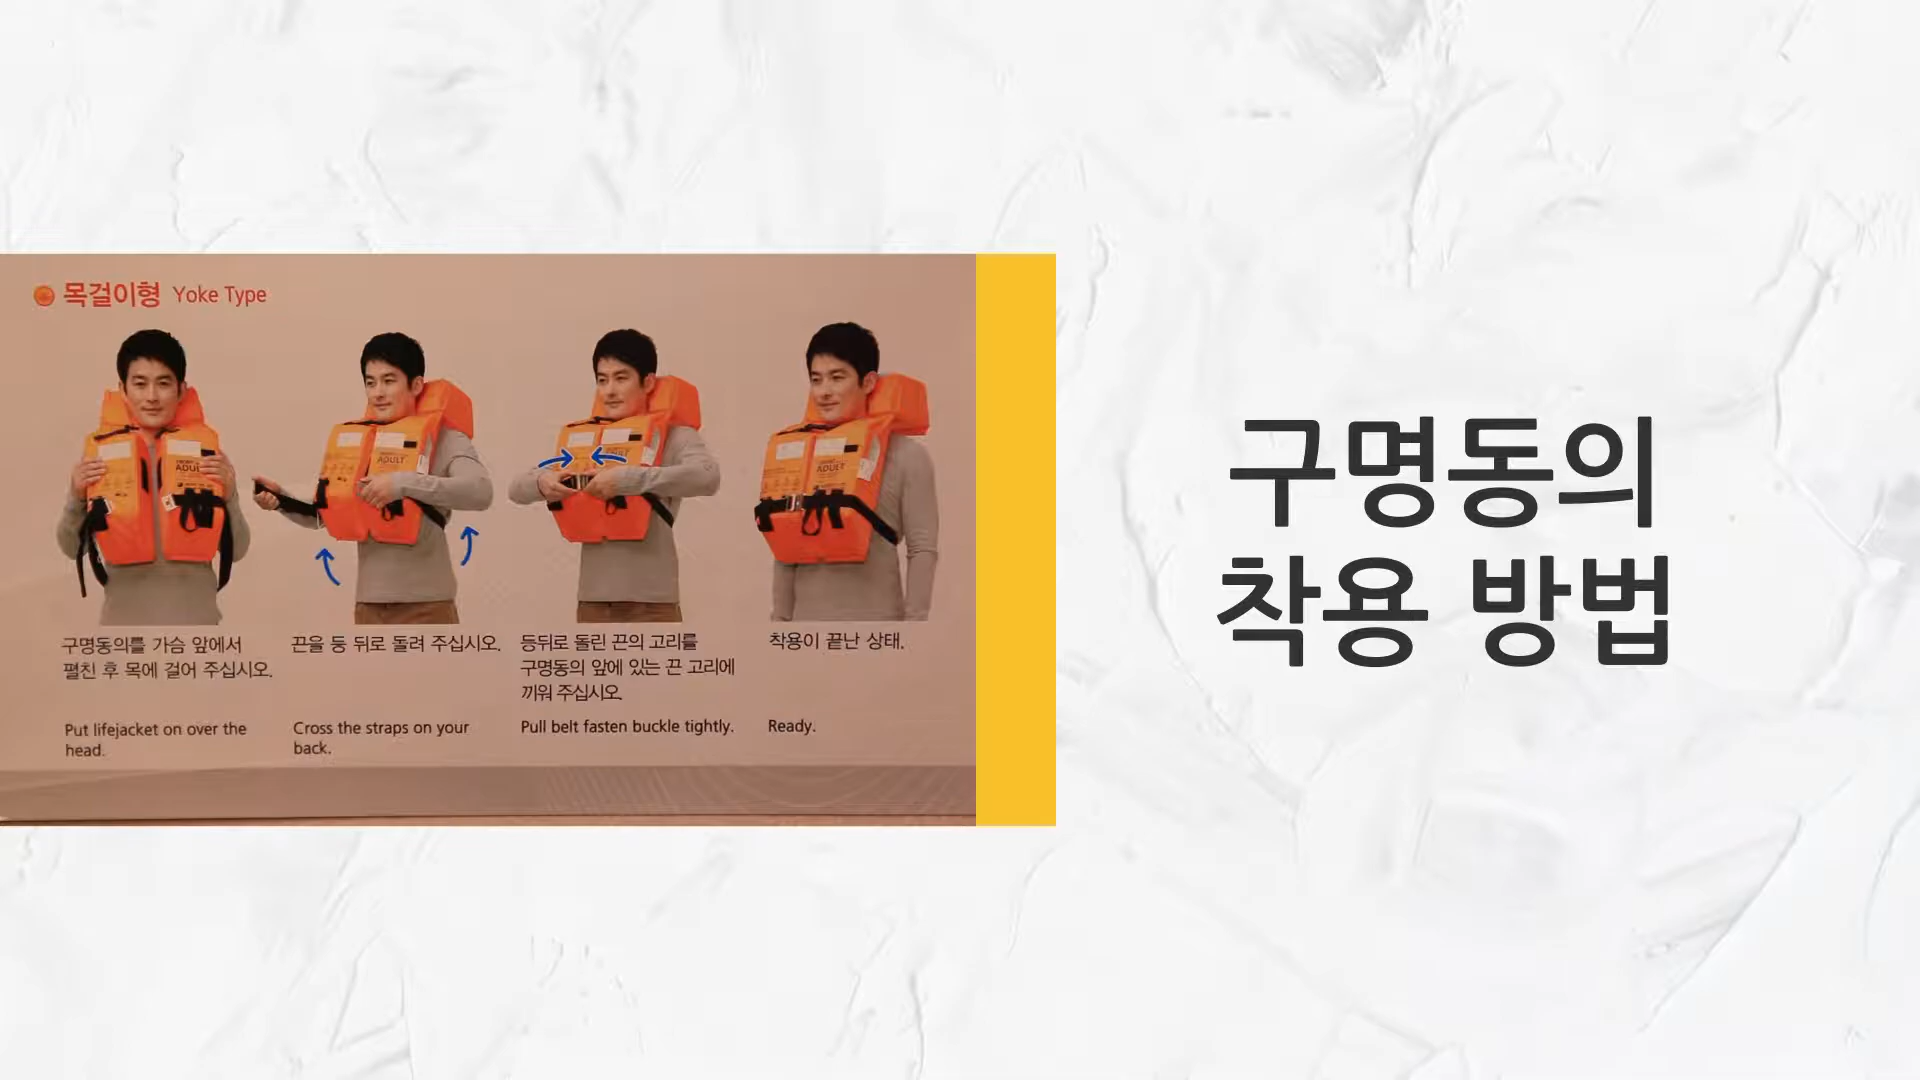 목걸이형 Yoke Type
ADULT
ADULT
ADULT
구명동의를 가슴 앞에서
펼친 후 목에 걸어 주십시오.
Put lifejacket on over the
head.
끈을 등 뒤로 돌려 주십시오.
Cross the straps on your
back.
등뒤로 돌린 끈의 고리를
구명동의 앞에 있는 끈 고리에
끼워 주십시오.
Pull belt fasten buckle tightly.
착용이 끝난 상태.
Ready.
구명동의
착용 방법